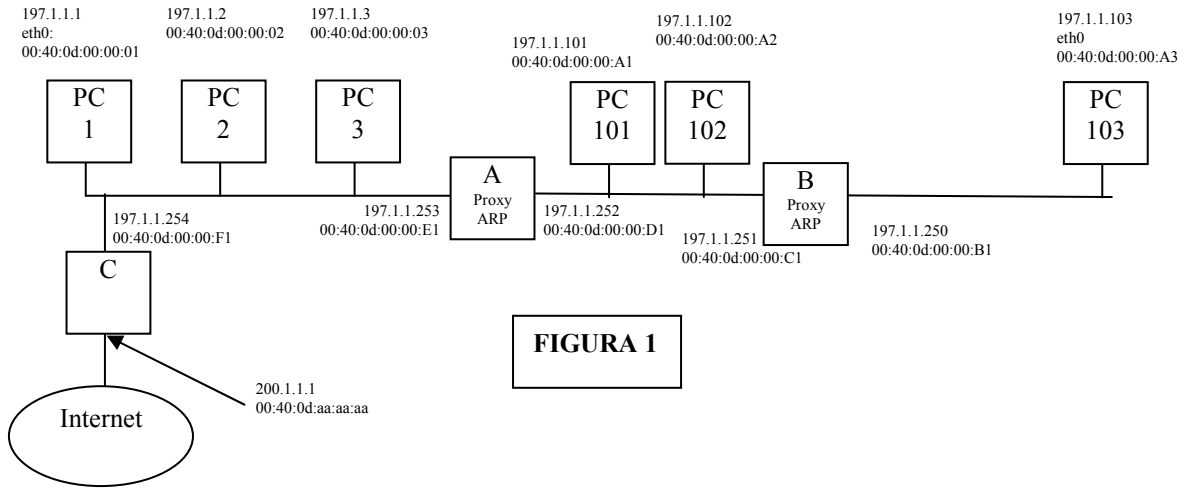 197.1.1.1
eth0:
00:40:0d:00:00:01
197.1.1.2
00:40:0d:00:00:02
197.1.1.3
00:40:0d:00:00:03
197.1.1.101
00:40:0d:00:00:A1
197.1.1.102
00:40:0d:00:00:A2
197.1.1.103
eth0
00:40:0d:00:00:A3
PC
1
PC
2
PC
3
PC
101
PC
102
PC
103
A
Proxy
ARP
B
Proxy
ARP
197.1.1.254
00:40:0d:00:00:F1
197.1.1.253
00:40:0d:00:00:E1
197.1.1.252
00:40:0d:00:00:D1
197.1.1.251
00:40:0d:00:00:C1
197.1.1.250
00:40:0d:00:00:B1
C
FIGURA 1
200.1.1.1
00:40:0d:aa:aa:aa
Internet